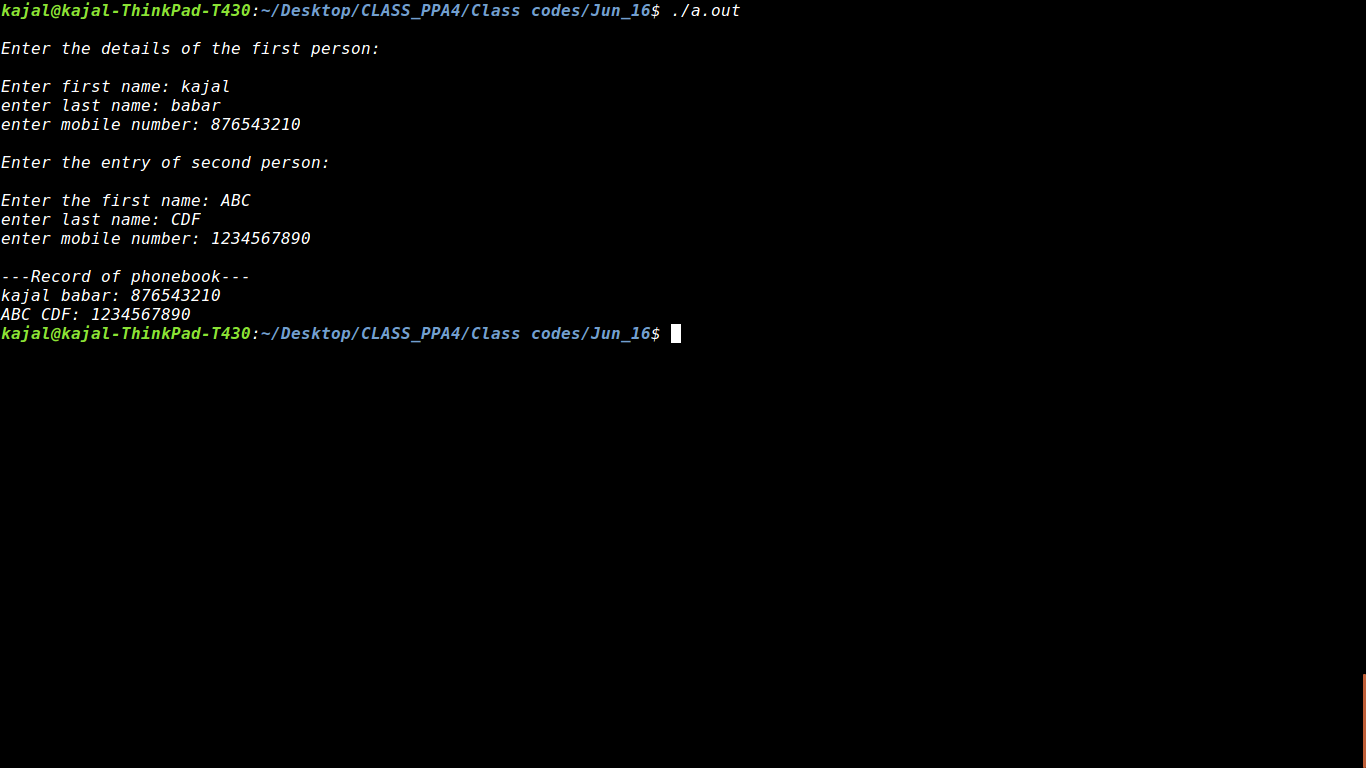 kajal@kajal-ThinkPad-T430:~/Desktop/CLASS_PPA4/Class codes/Jun_16$ ./a.out
Enter the details of the first person:
Enter first name: kajal
enter last name: babar
enter mobile number: 876543210
Enter the entry of second person:
Enter the first name: ABC
enter last name: CDF
enter mobile number: 1234567890
---Record of phonebook---
kajal babar: 876543210
ABC CDF: 1234567890
kajal@kajal-ThinkPad-T430:~/Desktop/CLASS_PPA4/Class codes/Jun_16$